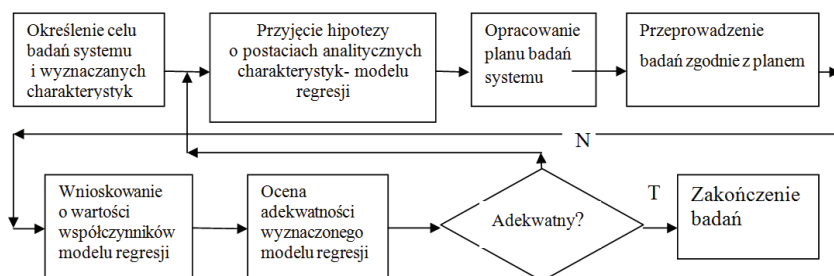 Określenie celu
badań systemu
i wyznaczanych
charakterystyk
Przyjęcie hipotezy
o postaciach analitycznych
charakterystyk- modelu
regresji
Opracowanie
planu badań
systemu
Przeprowadzenie
badań zgodnie z planem
N
Wnioskowanie
o wartości
współczynników
modelu regresji
Ocena
adekwatności
wyznaczonego
modelu regresji
Adekwatny?
T
Zakończenie
badań